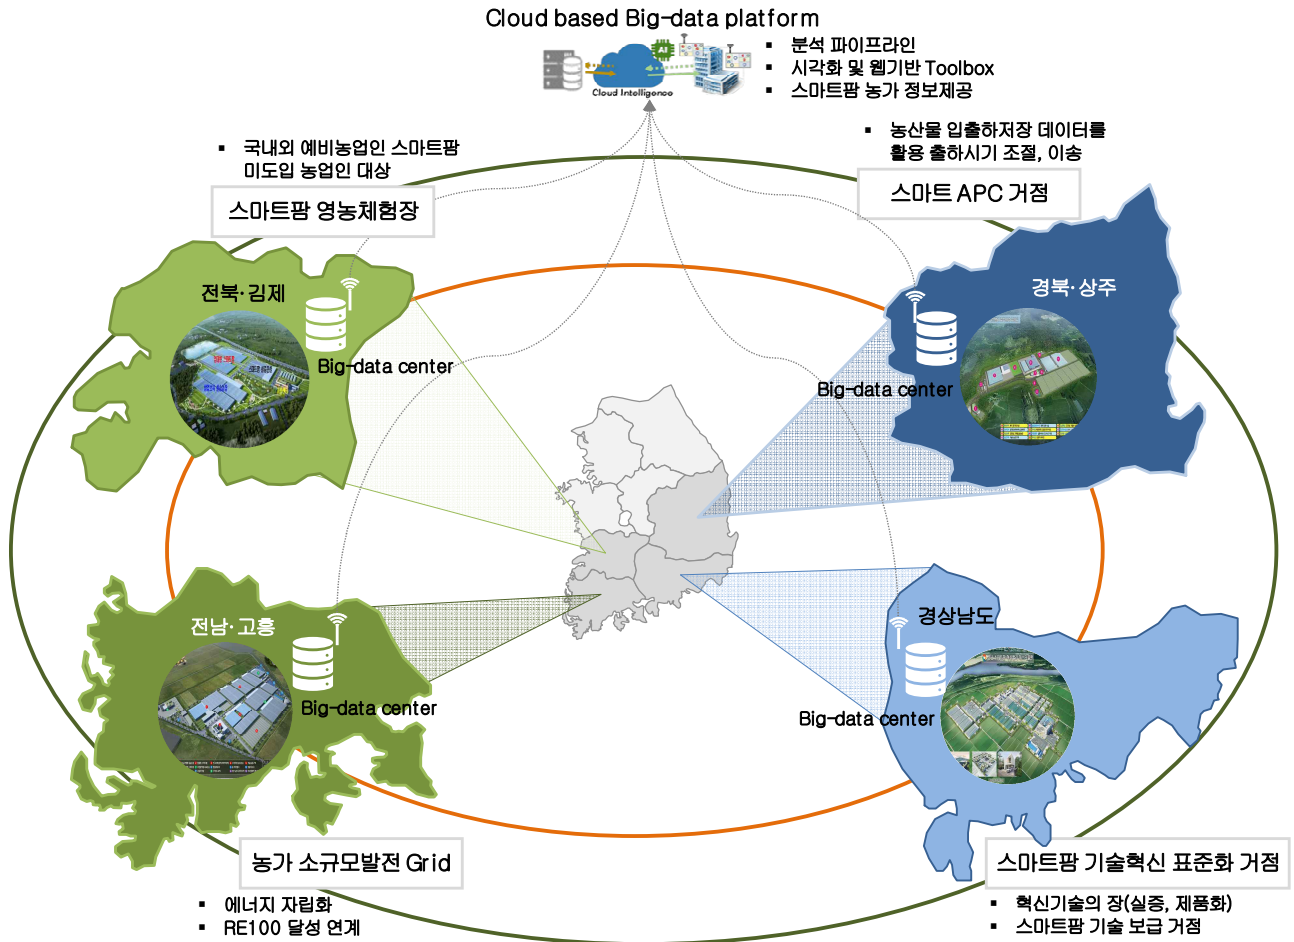 Cloud based Big-data platform
AI
Cloud Intelligence
▪ 분석 파이프라인
▪ 시각화 및 웹기반 Toolbox
▪ 스마트팜 농가 정보제공
▪ 국내외 예비농업인 스마트팜
미도입 농업인 대상
스마트팜 영농체험장
▪ 농산물 입출하저장 데이터를
활용 출하시기 조절, 이송
스마트 APC 거점
전북·김제
Big-data center
경북·상주
Big-data center
전남·고흥
Big-data center
경상남도
Big-data center
농가 소규모발전 Grid
▪ 에너지 자립화
▪ RE100 달성 연계
스마트팜 기술혁신 표준화 거점
▪ 혁신기술의 장(실증, 제품화)
▪ 스마트팜 기술 보급 거점